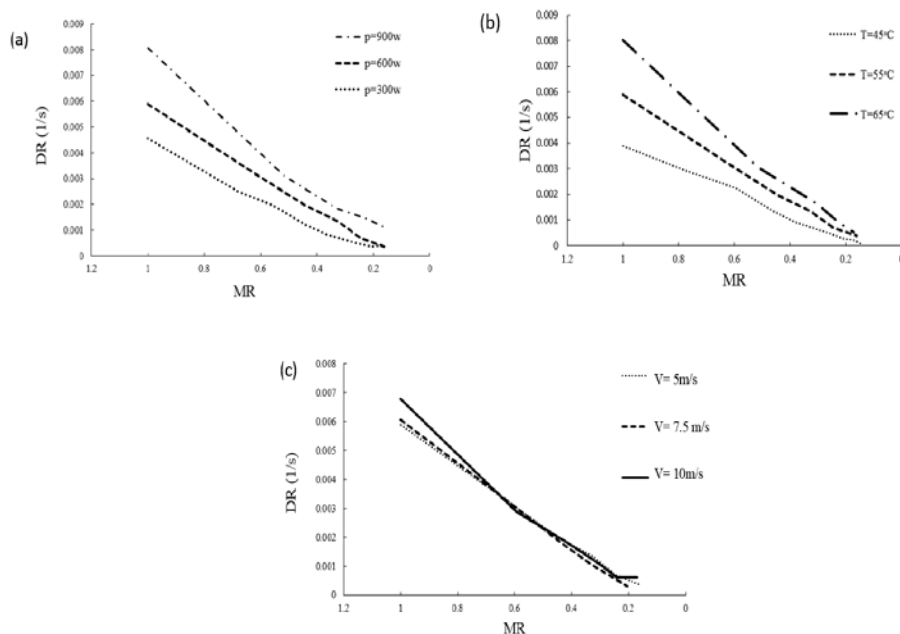 (a)
0.009
0.008
0.007
0.006
0.005
0.004
0.003
0.002
0.001
0
DR (1/s)
1.2 1 0.8 0.6 0.4 0.2 0
MR
p=900w
p=600w
p=300w
(b)
0.009
0.008
0.007
0.006
0.005
0.004
0.003
0.002
0.001
0
DR (1/s)
1.2 1 0.8 0.6 0.4 0.2 0
MR
T=45ºC
T=55ºC
T=65ºC
(c)
0.008
0.007
0.006
0.005
0.004
0.003
0.002
0.001
0
DR (1/s)
1.2 1 0.8 0.6 0.4 0.2 0
MR
V= 5m/s
V= 7.5 m/s
V= 10m/s